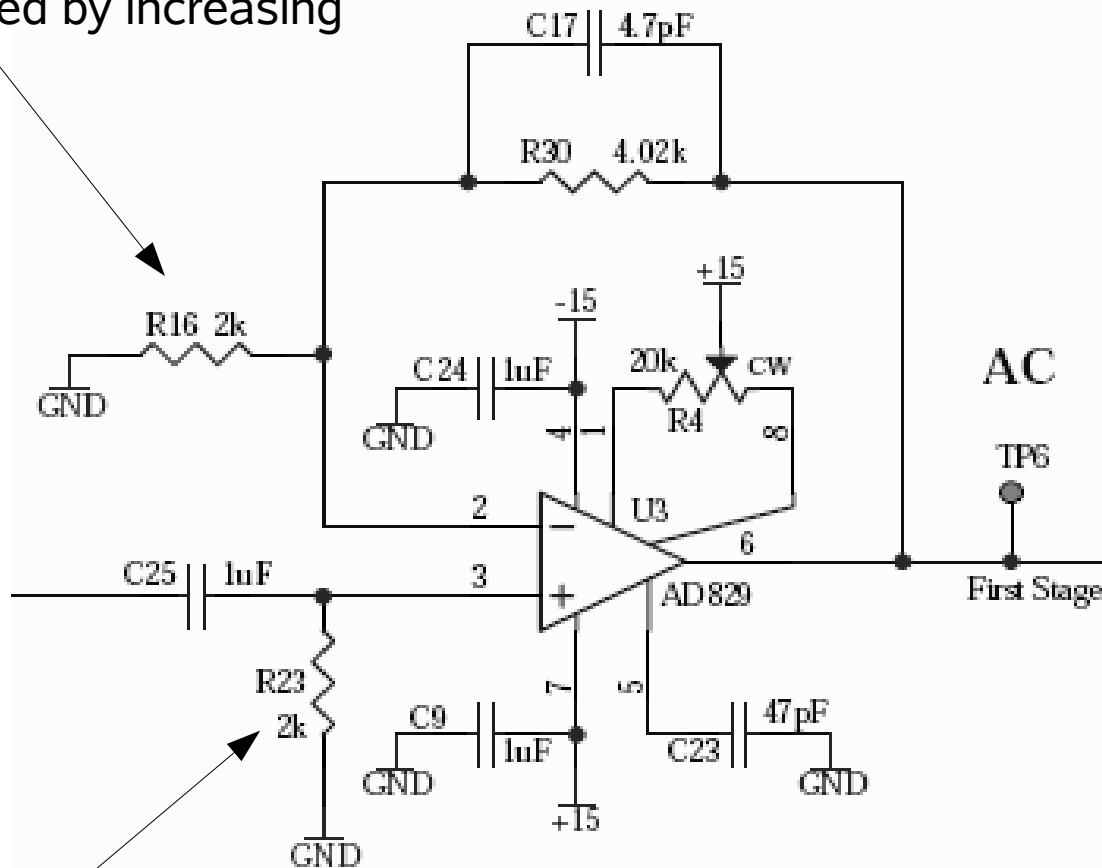 ed by increasing
C17 4.7pF
R30 4.02k
+15
-15
R16 2k
C24 1uF
20k CW
AC
GND
R4
GND
4
1
8
TP6
2
U3
6
C25 1uF
3
AD829
First Stage
R23
2k
7
5
C9
1uF
47pF
C23
GND
GND
+15
GND